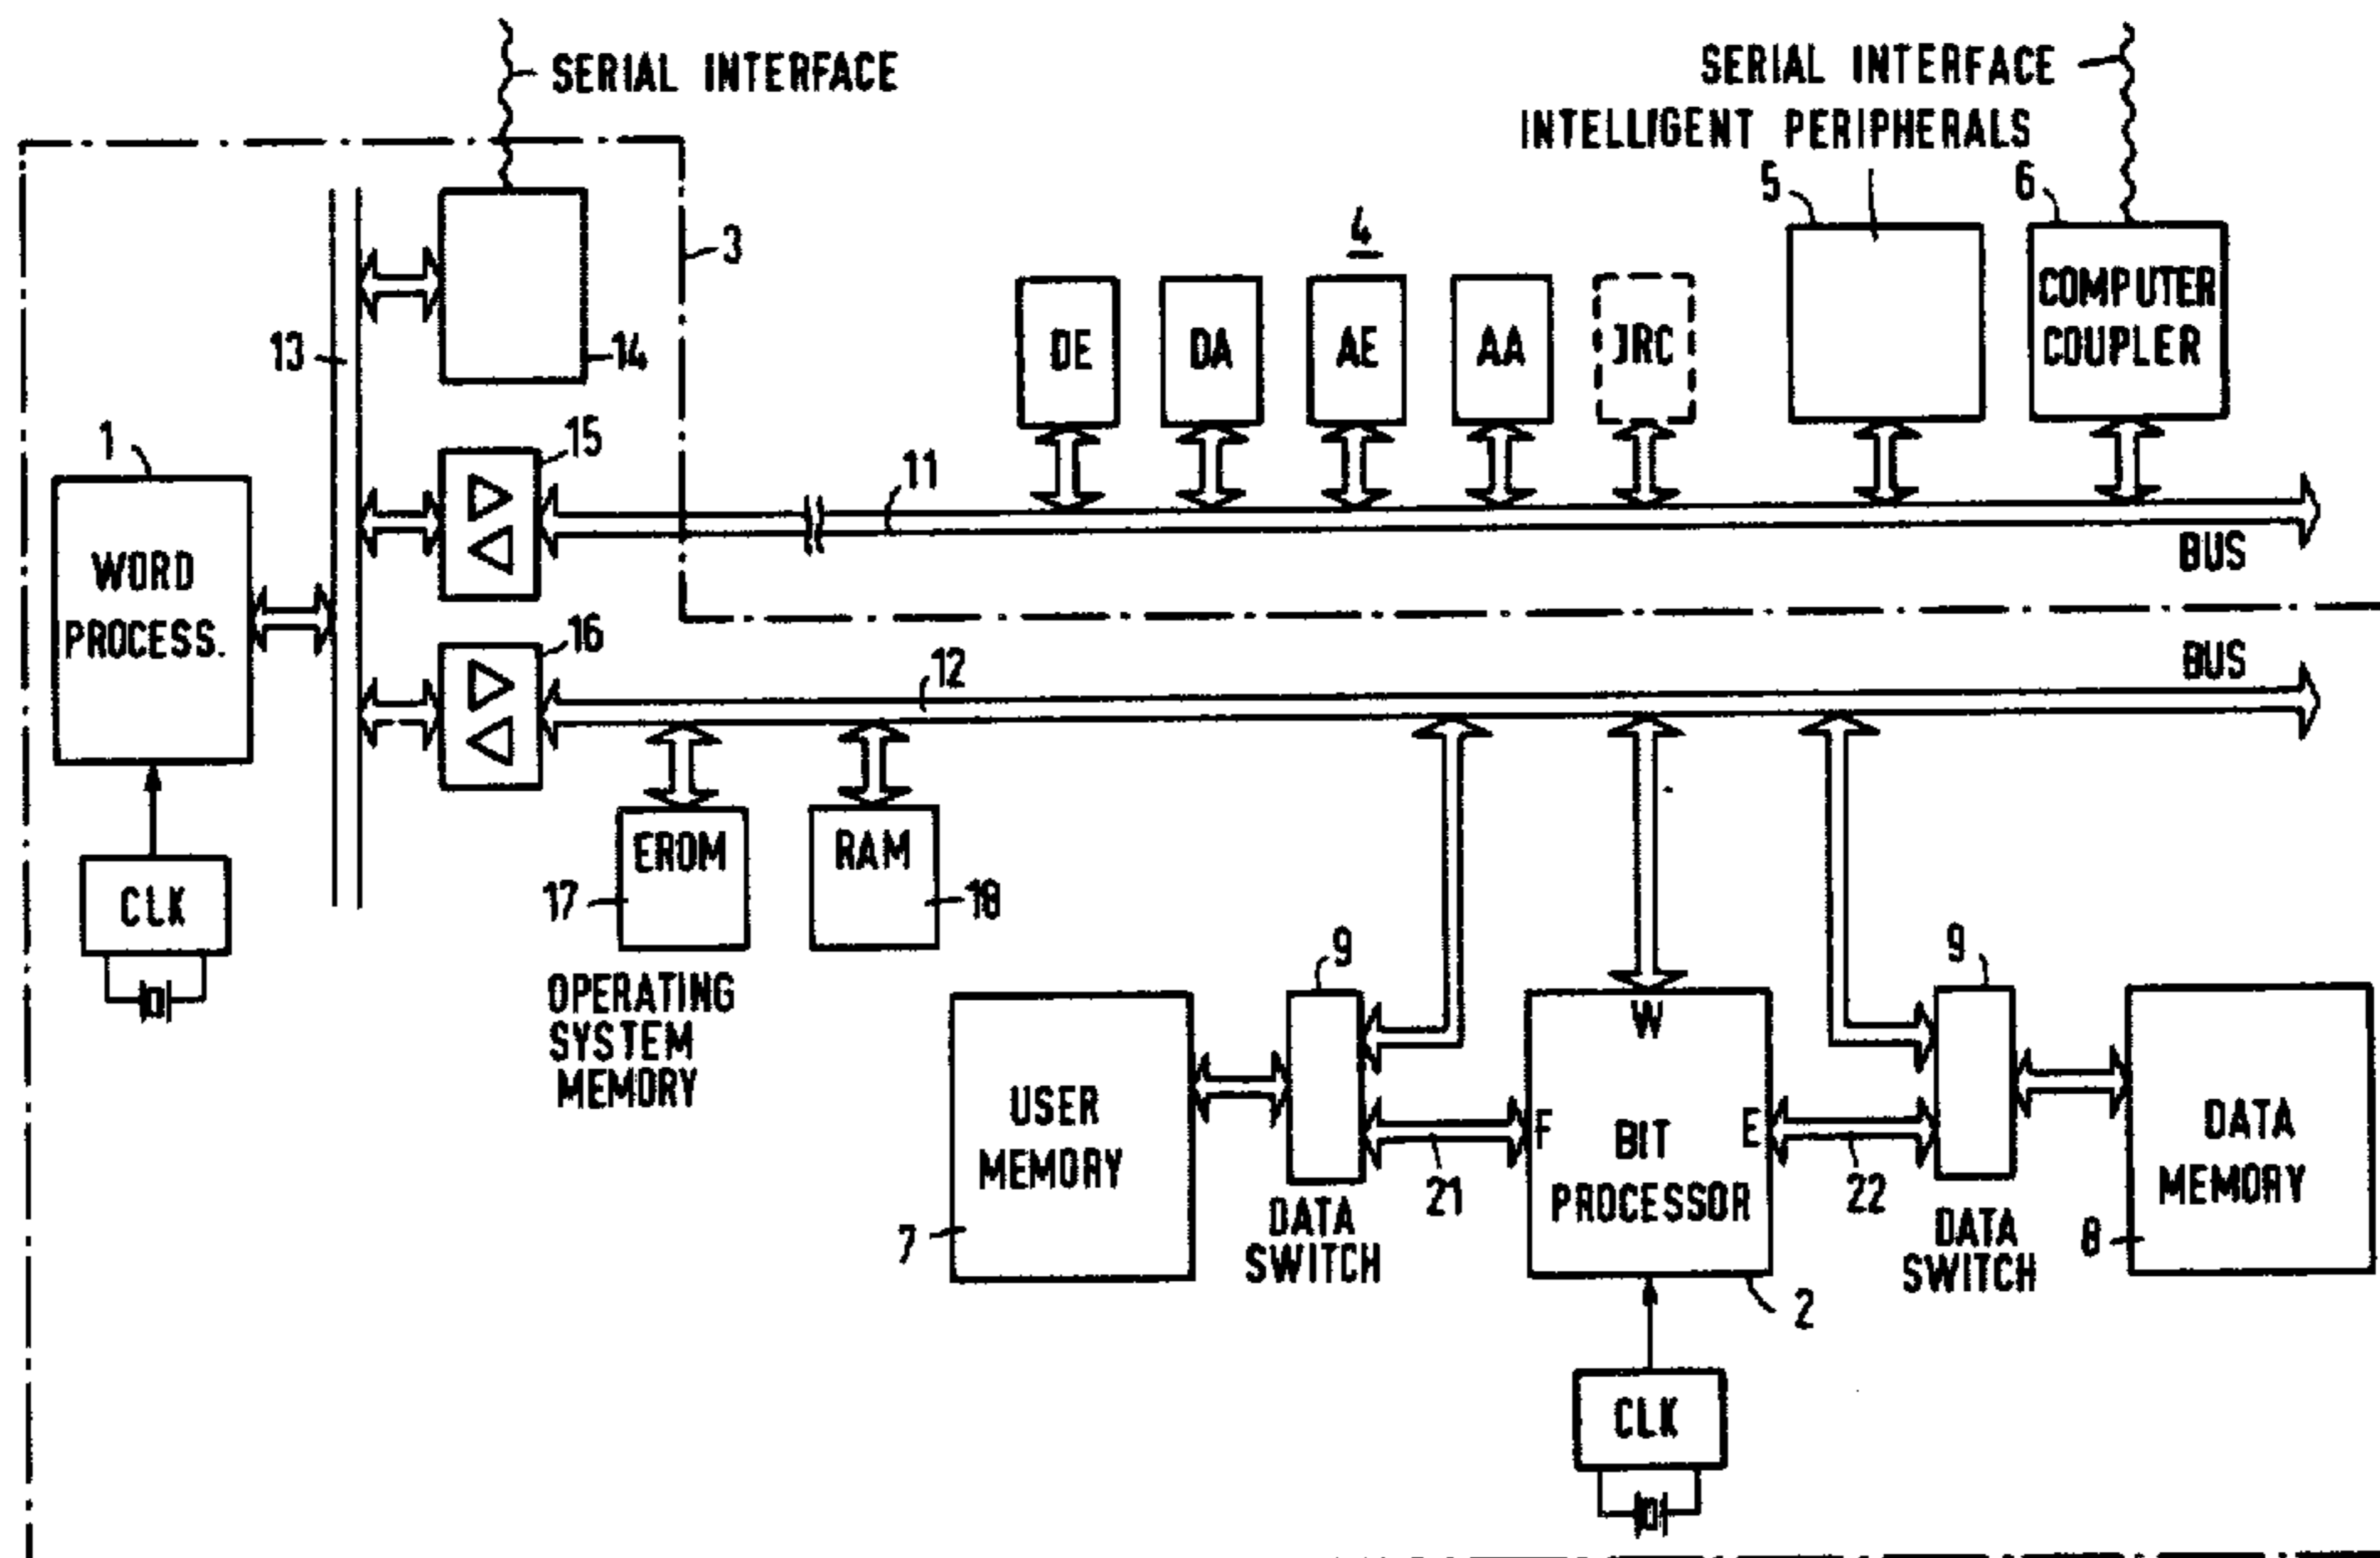 SERIAL INTERFACE
SERIAL INTERFACE
INTELLIGENT PERIPHERALS
5
6
3
4
13
14
DE
DA
AE
AA
JRC
COMPUTER
COUPLER
1
15
11
WORD
PROCESS.
BUS
16
12
BUS
CLK
EROM
RAM
17
18
OPERATING
SYSTEM
MEMORY
9
9
W
USER
MEMORY
7
F
BIT
PROCESSOR
E
21
22
DATA
SWITCH
DATA
SWITCH
DATA
MEMORY
8
2
CLK